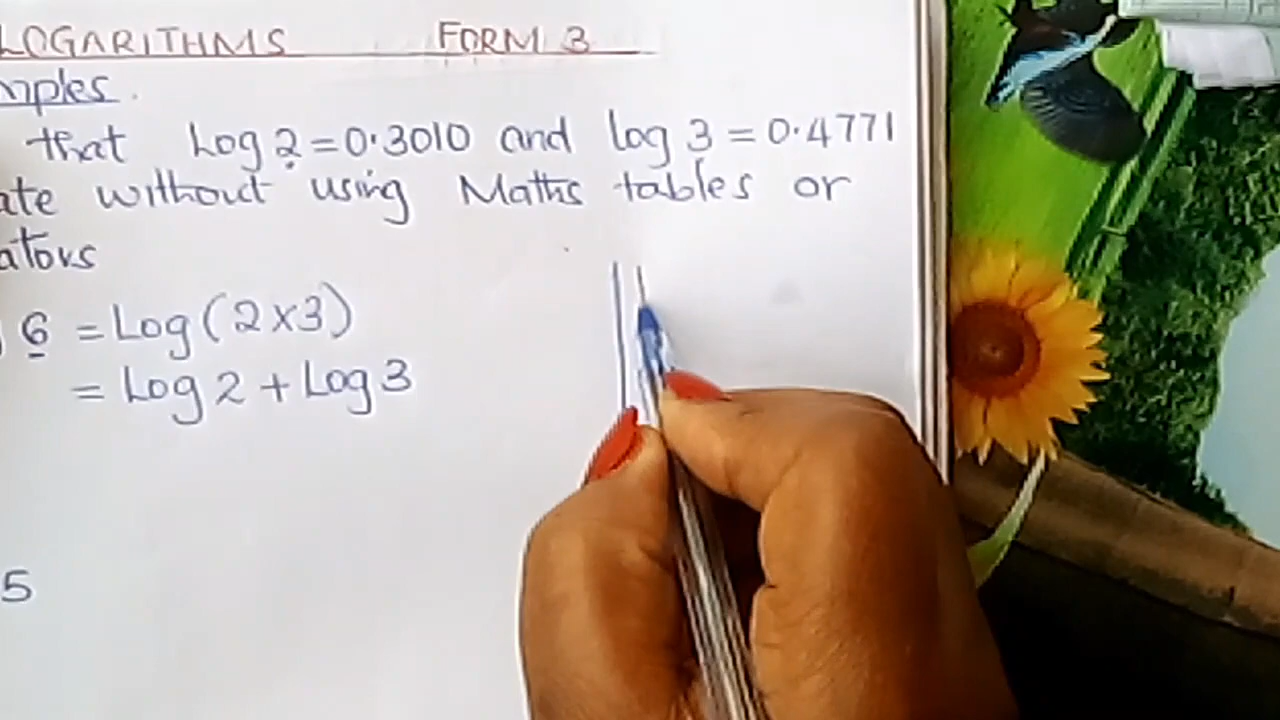 LOGARITHMS FORM 3
mples.
that Log 2 = 0.3010 and log 3 = 0.4771
ate without using Maths tables or
ators
6 = Log (2x3)
= Log 2 + Log 3
5